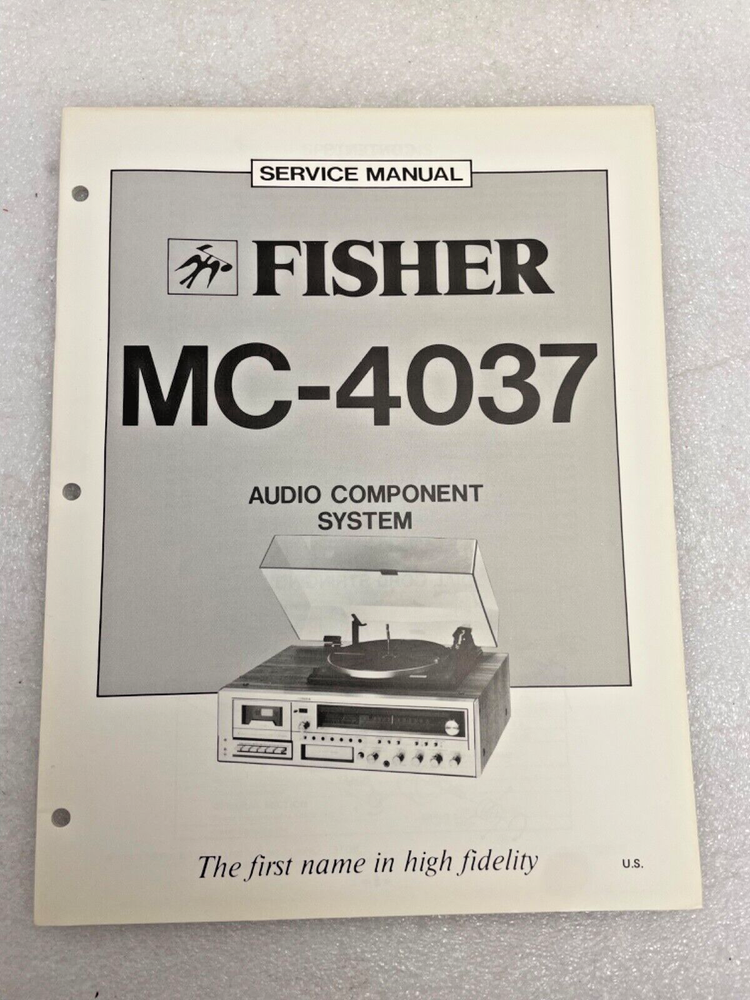 SERVICE MANUAL
FISHER
MC-4037
AUDIO COMPONENT
SYSTEM
The first name in high fidelity
U.S.